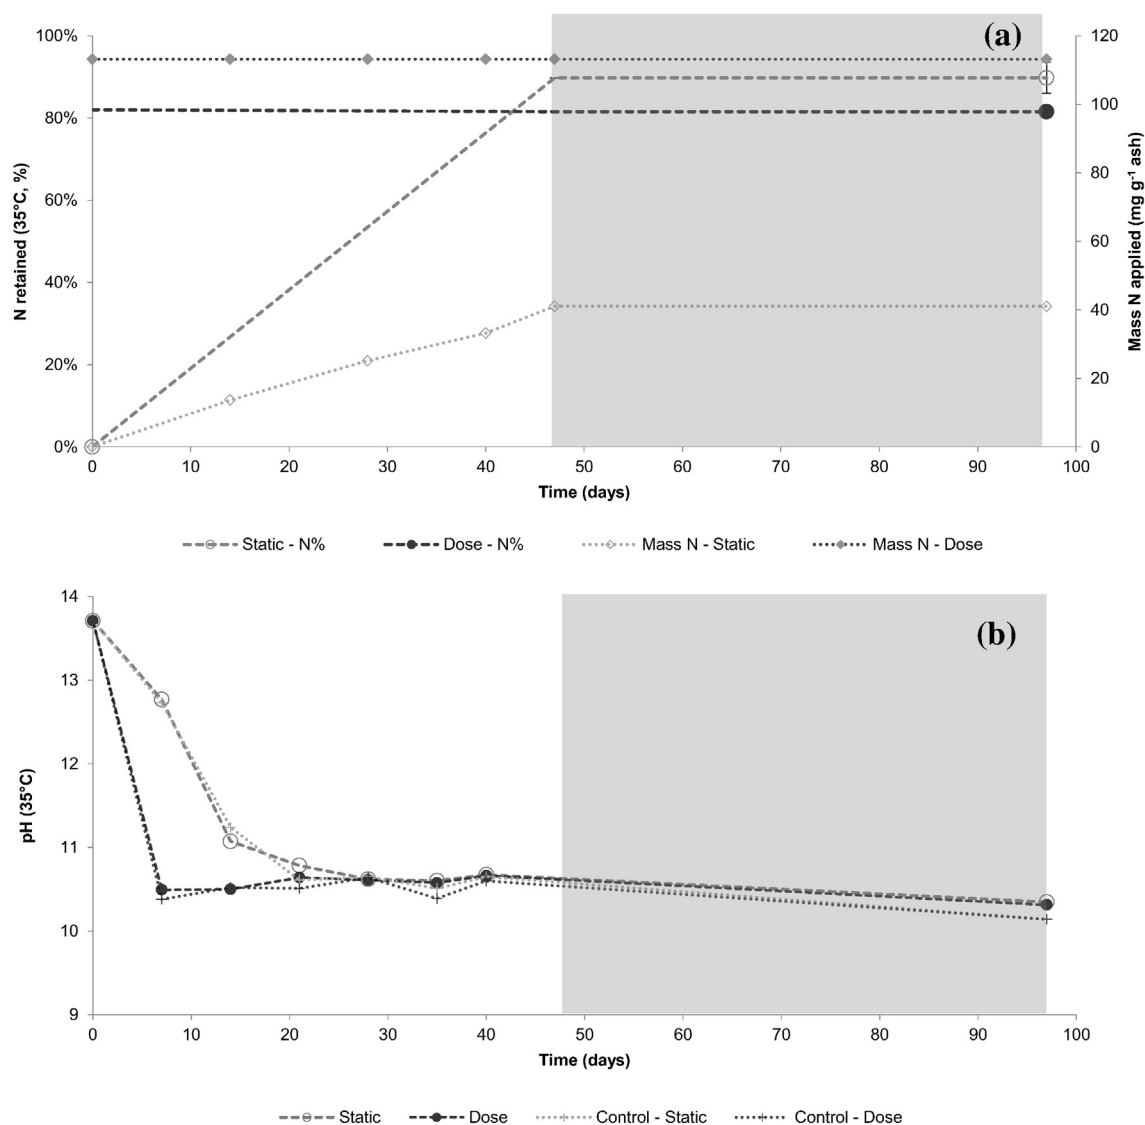 (a)
100%
80%
60%
40%
20%
0%
N retained (35°C, %)
120
100
80
60
40
20
0
Mass N applied (mg g⁻¹ ash)
0 10 20 30 40 50 60 70 80 90 100
Time (days)
Static - N% Dose - N% Mass N - Static Mass N - Dose
(b)
14
13
12
11
10
9
pH (35°C)
0 10 20 30 40 50 60 70 80 90 100
Time (days)
Static Dose Control - Static Control - Dose